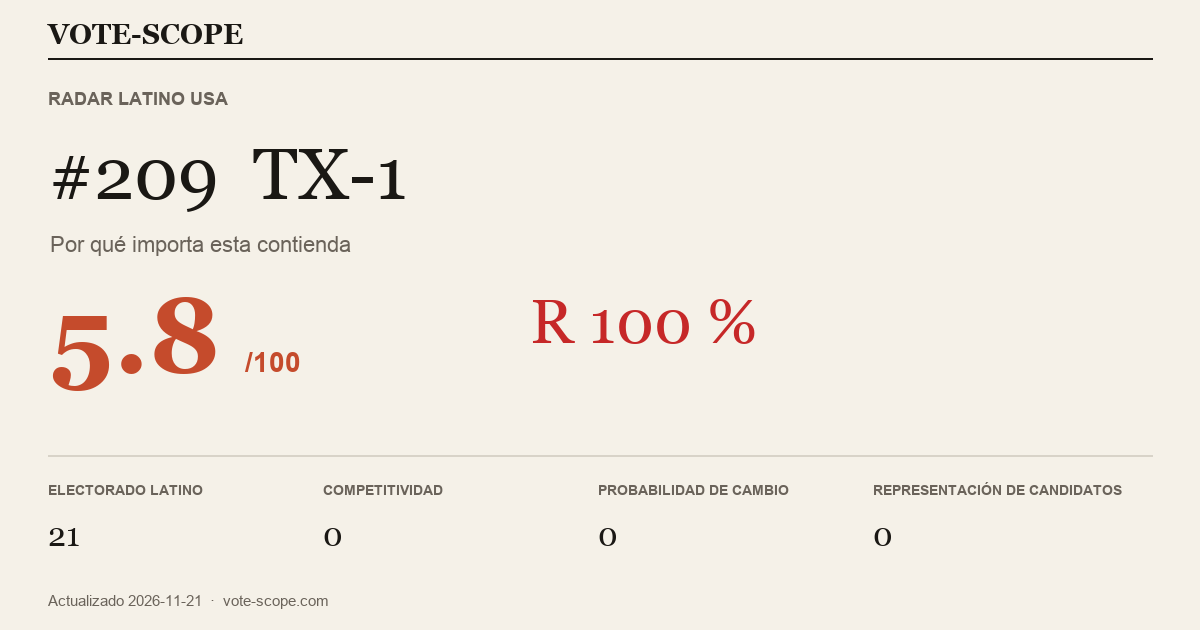 VOTE-SCOPE
RADAR LATINO USA
#209 TX-1
Por qué importa esta contienda
5.8 /100 R 100 %
ELECTORADO LATINO COMPETITIVIDAD PROBABILIDAD DE CAMBIO REPRESENTACIÓN DE CANDIDATOS
21 0 0 0
Actualizado 2026-11-21 · vote-scope.com